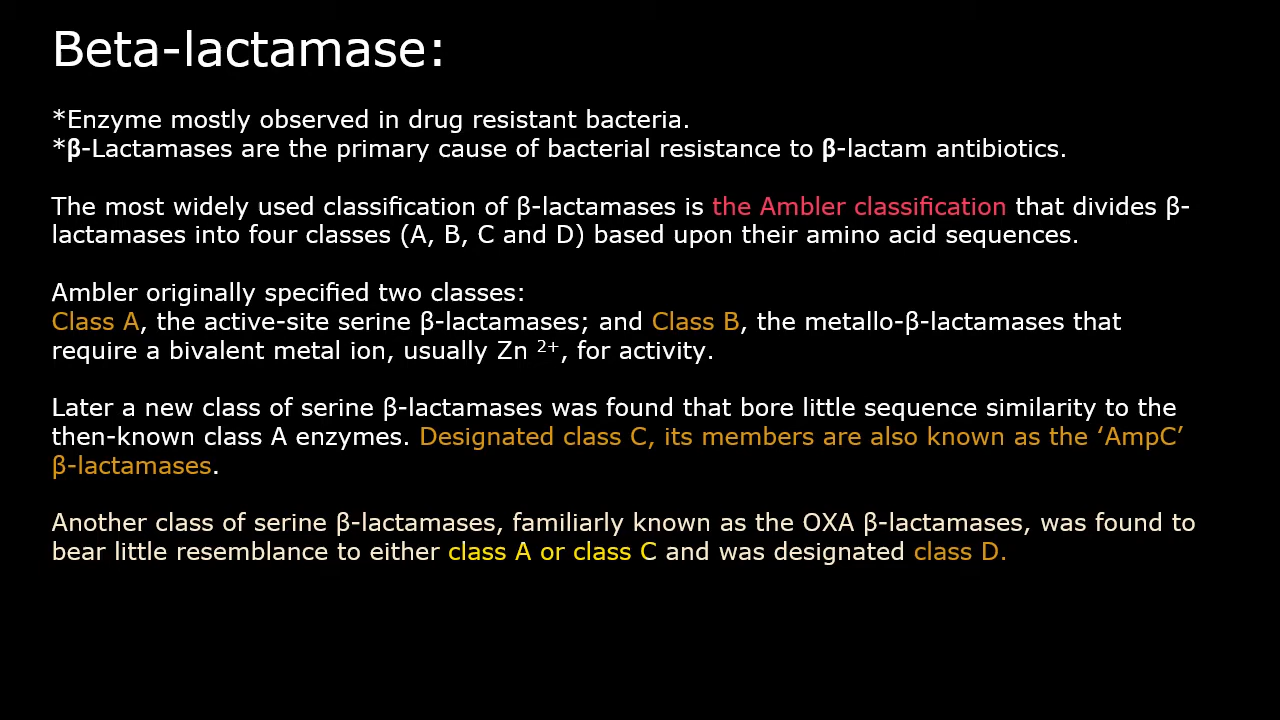 Beta-lactamase:
*Enzyme mostly observed in drug resistant bacteria.
*β-Lactamases are the primary cause of bacterial resistance to β-lactam antibiotics.
The most widely used classification of β-lactamases is the Ambler classification that divides β-
lactamases into four classes (A, B, C and D) based upon their amino acid sequences.
Ambler originally specified two classes:
Class A, the active-site serine β-lactamases; and Class B, the metallo-β-lactamases that
require a bivalent metal ion, usually Zn ²⁺, for activity.
Later a new class of serine β-lactamases was found that bore little sequence similarity to the
then-known class A enzymes. Designated class C, its members are also known as the ‘AmpC’
β-lactamases.
Another class of serine β-lactamases, familiarly known as the OXA β-lactamases, was found to
bear little resemblance to either class A or class C and was designated class D.